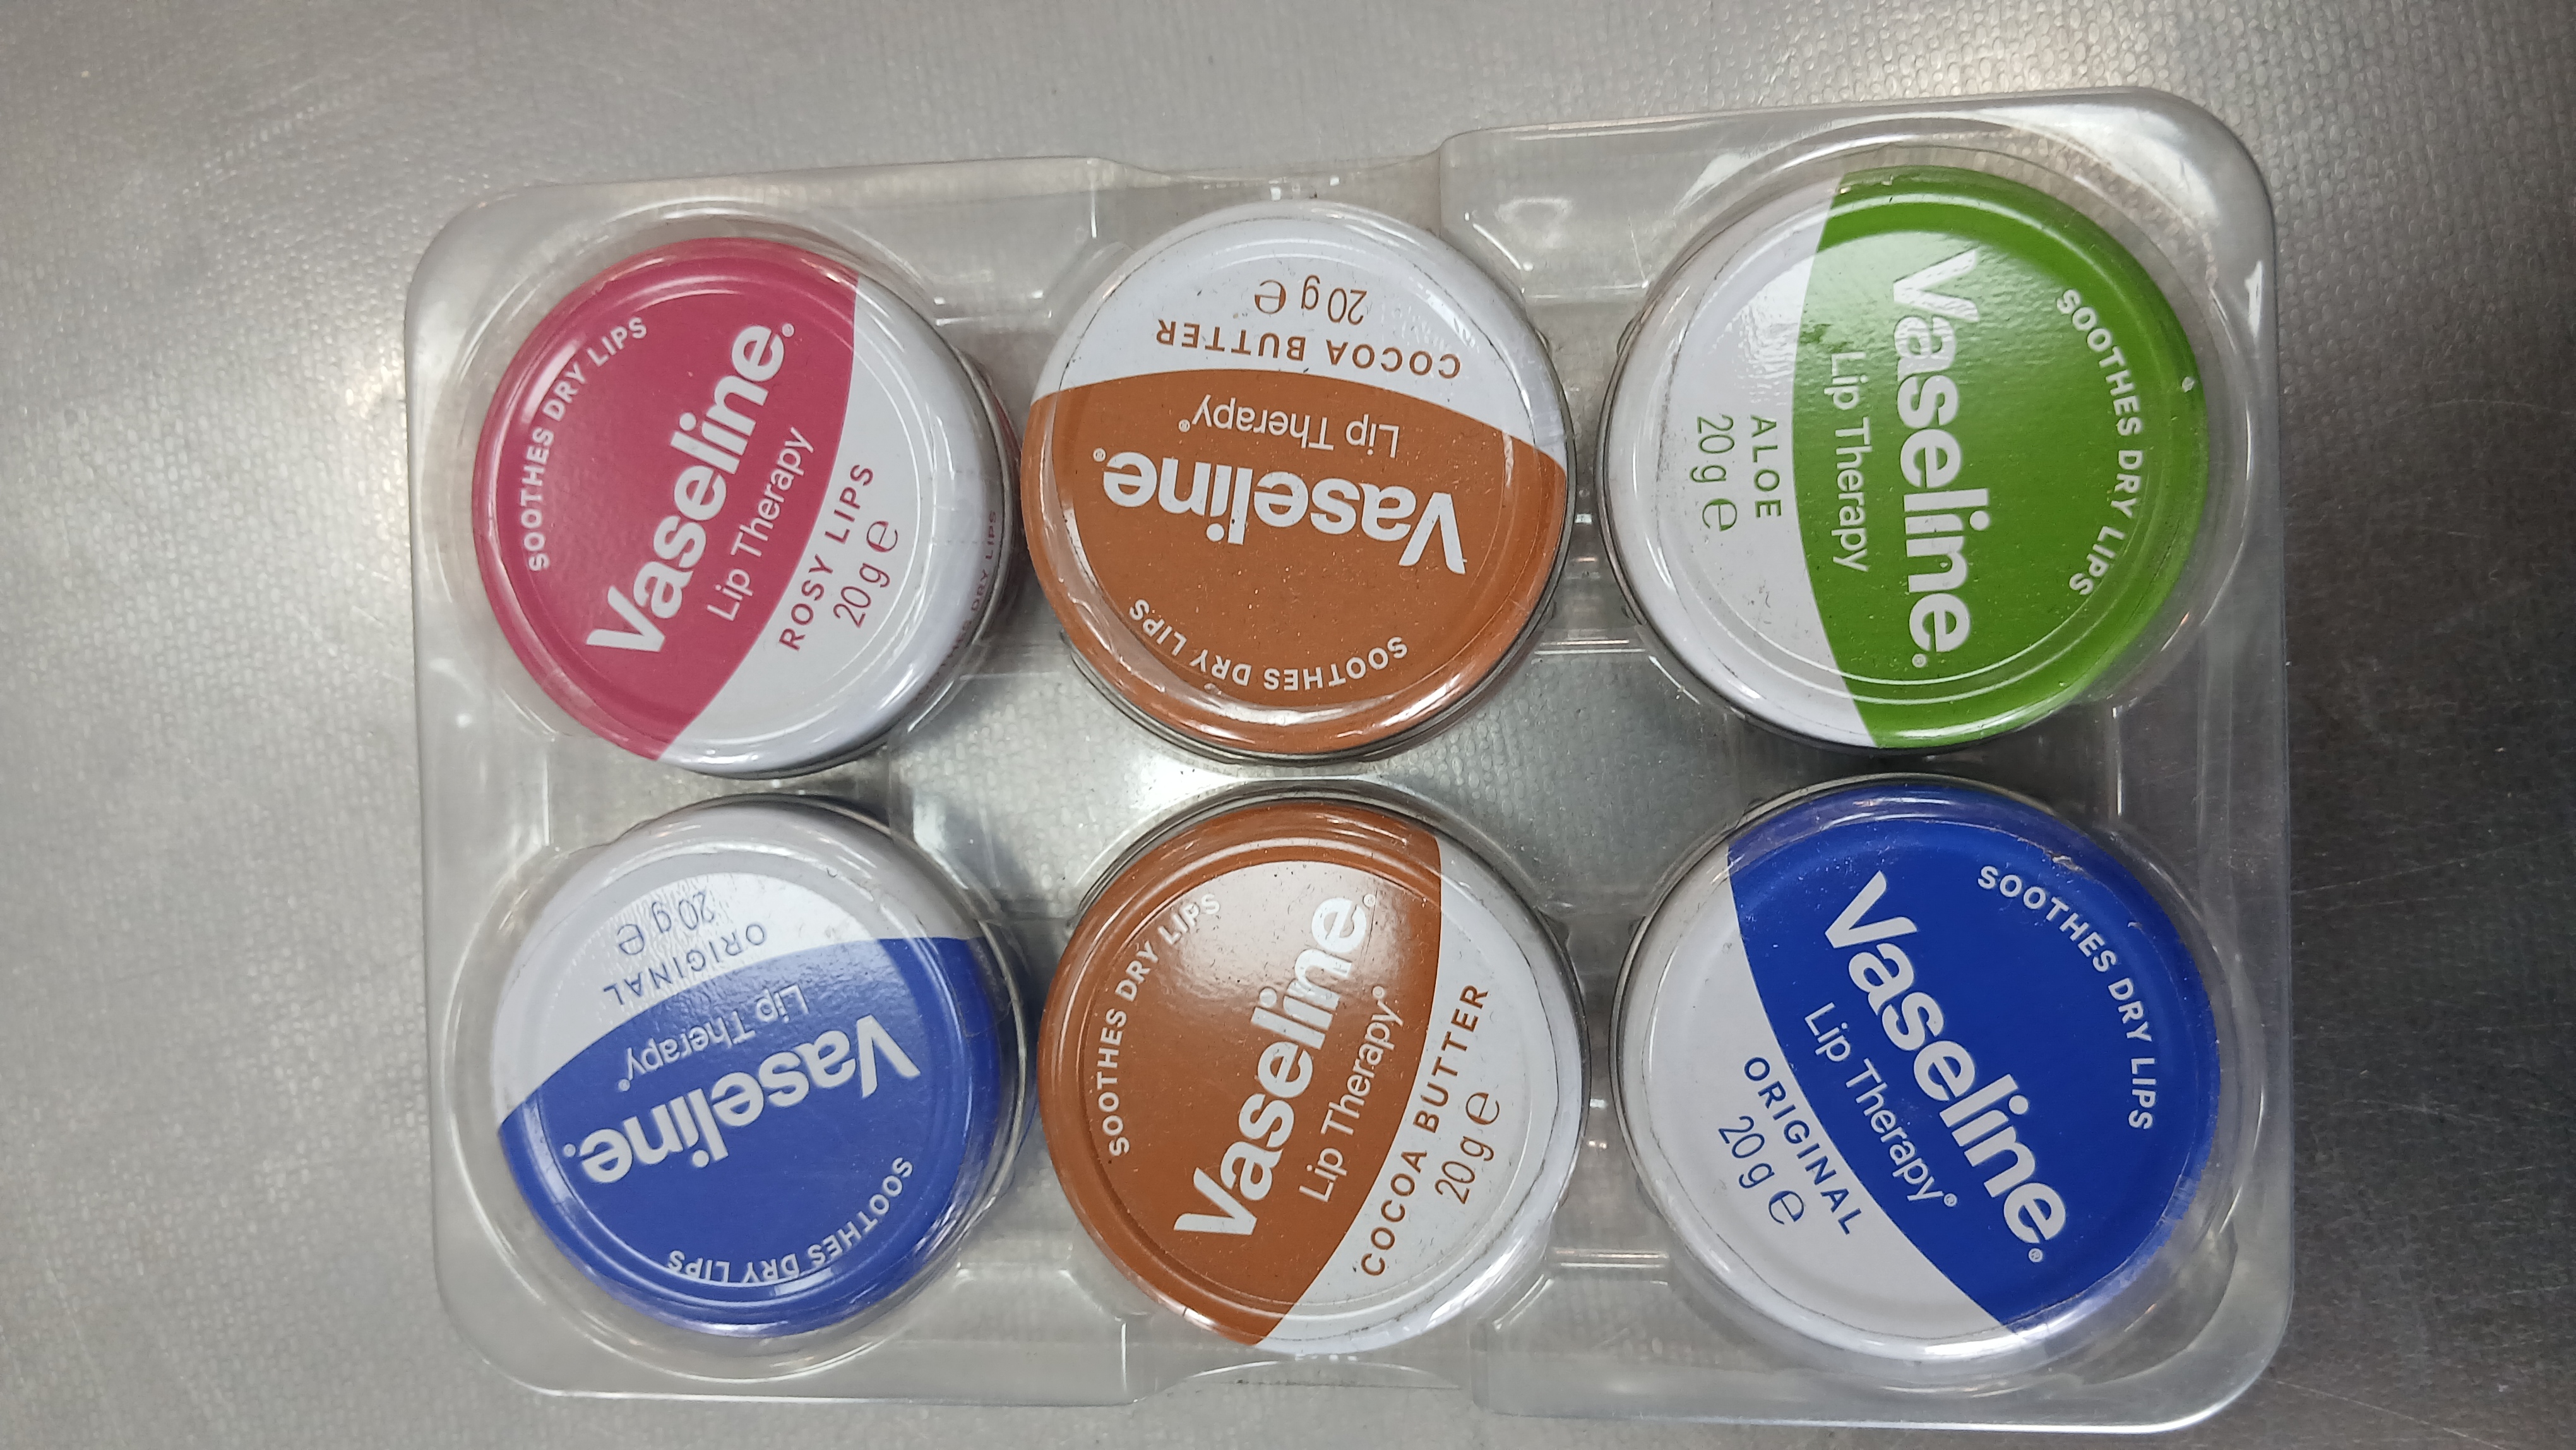 SOOTHES DRY LIPS
Vaseline®
Lip Therapy
ROSY LIPS
20 g ℮
DRY LIPS
SOOTHES DRY LIPS
Vaseline®
Lip Therapy®
COCOA BUTTER
20 g ℮
SOOTHES DRY LIPS
Vaseline®
Lip Therapy
ALOE
20 g ℮
SOOTHES DRY LIPS
Vaseline®
Lip Therapy®
ORIGINAL
20 g ℮
SOOTHES DRY LIPS
Vaseline®
Lip Therapy®
COCOA BUTTER
20 g ℮
SOOTHES DRY LIPS
Vaseline®
Lip Therapy®
ORIGINAL
20 g ℮